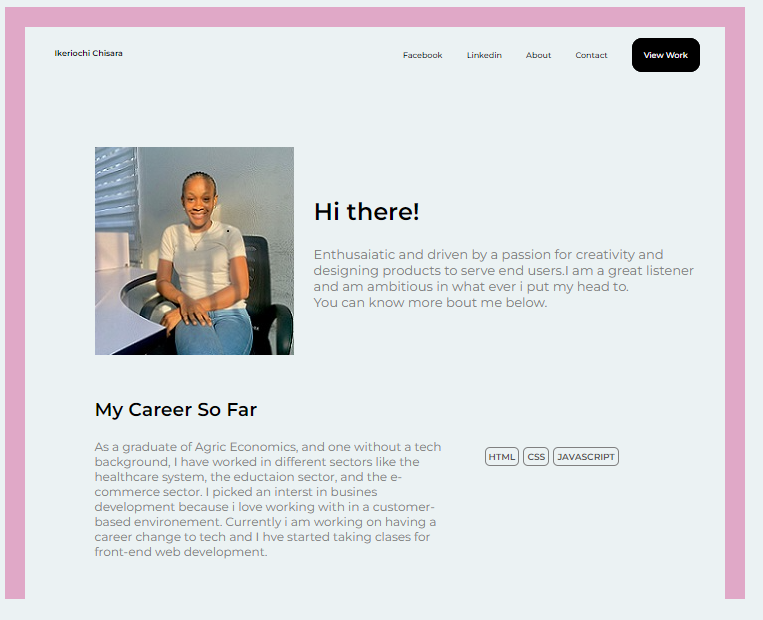 Ikeriochi Chisara
Facebook Linkedin About Contact View Work
Hi there!
Enthusaiatic and driven by a passion for creativity and
designing products to serve end users.I am a great listener
and am ambitious in what ever i put my head to.
You can know more bout me below.
My Career So Far
As a graduate of Agric Economics, and one without a tech
background, I have worked in different sectors like the
healthcare system, the eductaion sector, and the e-
commerce sector. I picked an interst in busines
development because i love working with in a customer-
based environement. Currently i am working on having a
career change to tech and I hve started taking clases for
front-end web development.
HTML CSS JAVASCRIPT